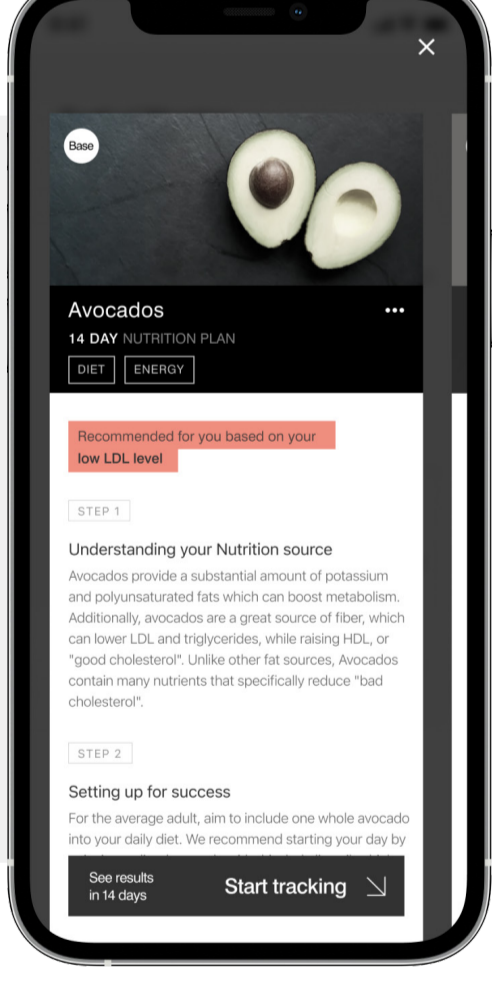 Base
Avocados
14 DAY NUTRITION PLAN
DIET ENERGY
Recommended for you based on your
low LDL level
STEP 1
Understanding your Nutrition source
Avocados provide a substantial amount of potassium
and polyunsaturated fats which can boost metabolism.
Additionally, avocados are a great source of fiber, which
can lower LDL and triglycerides, while raising HDL, or
"good cholesterol". Unlike other fat sources, Avocados
contain many nutrients that specifically reduce "bad
cholesterol".
STEP 2
Setting up for success
For the average adult, aim to include one whole avocado
into your daily diet. We recommend starting your day by
See results
in 14 days
Start tracking